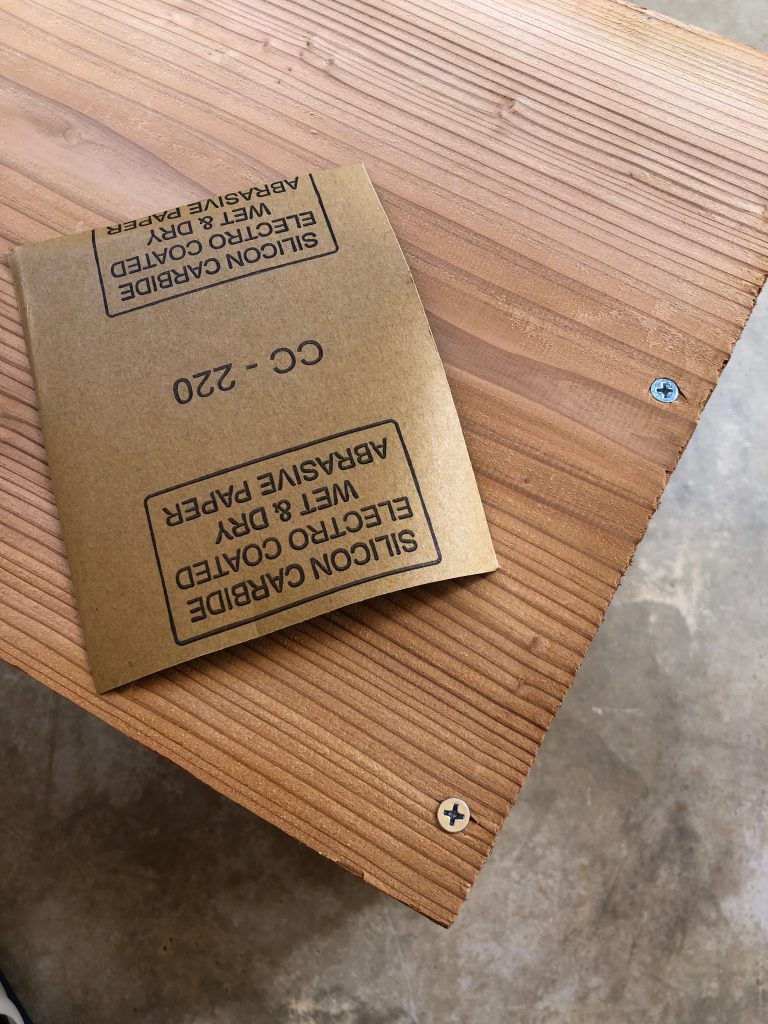 SILICON CARBIDE
ELECTRO COATED
WET & DRY
ABRASIVE PAPER
CC - 220
SILICON CARBIDE
ELECTRO COATED
WET & DRY
ABRASIVE PAPER